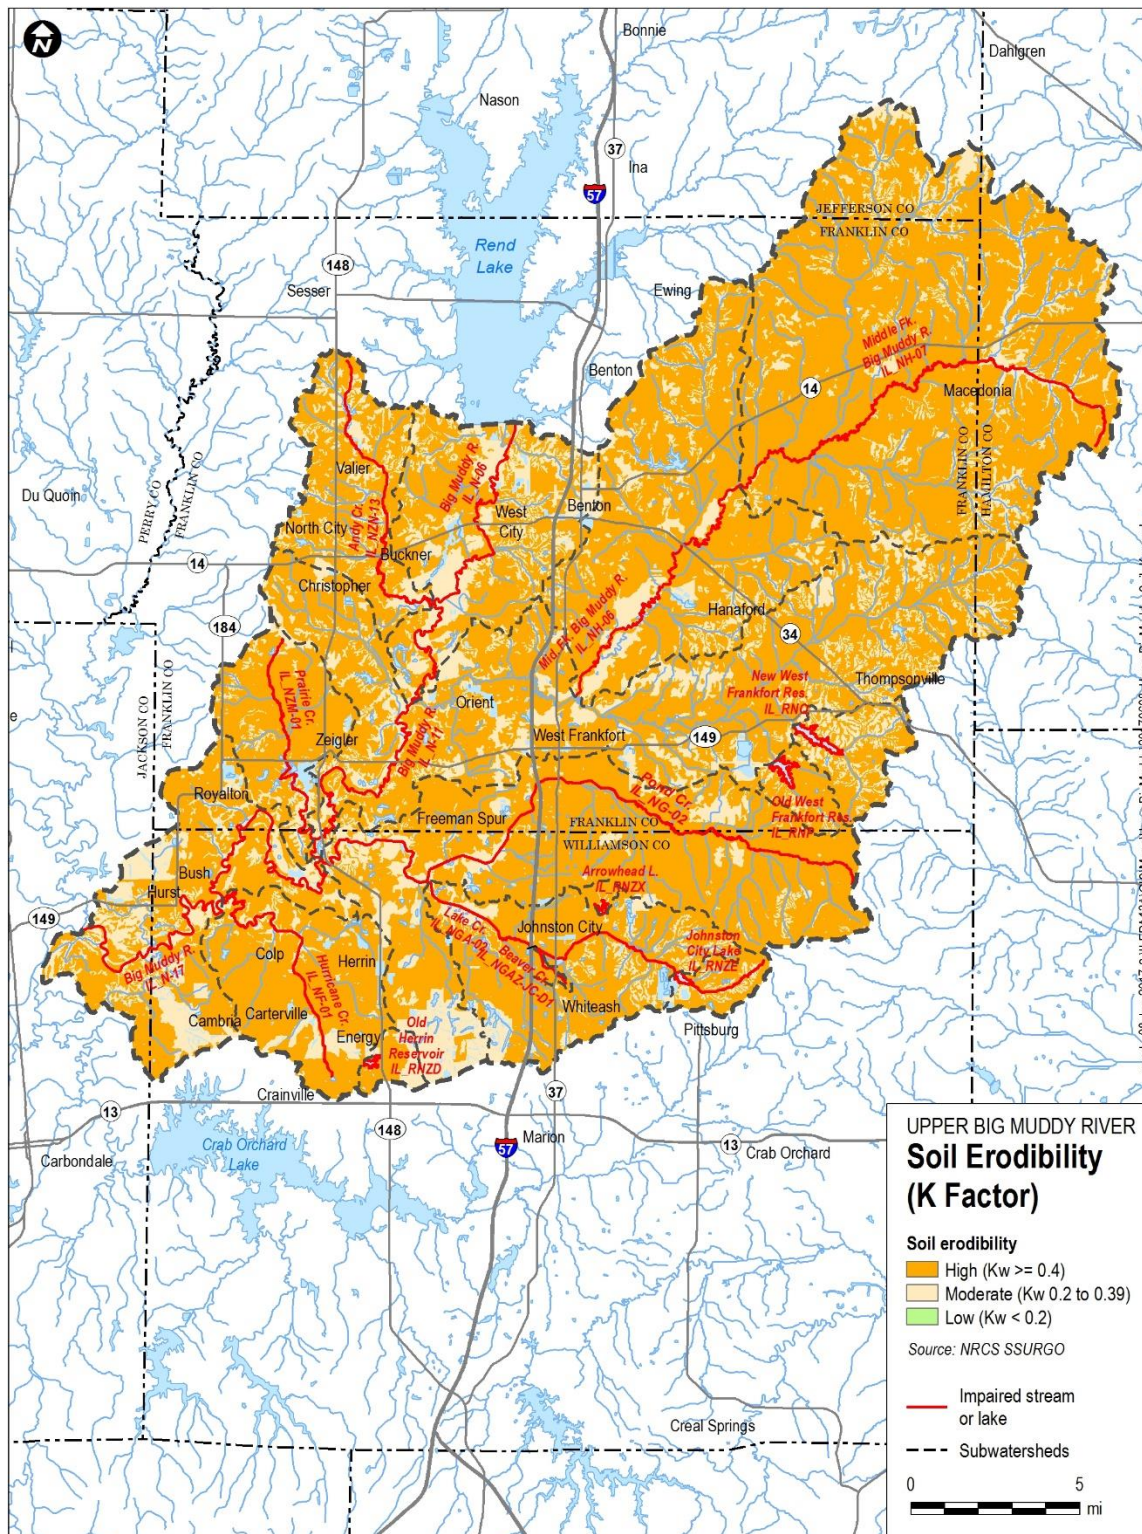 N
Bonnie
Dahlgren
Nason
37
Ina
57
JEFFERSON CO
FRANKLIN CO
Rend
Lake
148
Sesser
Ewing
Middle Fk.
Big Muddy R.
IL_NH-07
Benton
14
Macedonia
Valier
Big Muddy R.
IL_N-06
FRANKLIN CO
HAMILTON CO
Du Quoin
PERRY CO
FRANKLIN CO
North City
Andy Cr.
IL_NZN-13
West
City
Benton
Buckner
14
Christopher
Mid. Fk. Big Muddy R.
IL_NH-06
Hanaford
184
34
Prairie Cr.
IL_NZM-01
New West
Frankfort Res.
IL_RNQ
Thompsonville
Orient
JACKSON CO
FRANKLIN CO
Zeigler
Big Muddy R.
IL_N-11
West Frankfort
149
Royalton
Pond Cr.
IL_NG-02
Old West
Frankfort Res.
IL_RNP
Freeman Spur
FRANKLIN CO
WILLIAMSON CO
Bush
Hurst
Arrowhead L.
IL_RNZX
149
Lake Cr.
IL_NGA-02
Johnston City
Beaver Cr.
IL_NGAZ-JC-D1
Johnston
City Lake
IL_RNZE
Colp
Herrin
Big Muddy R.
IL_N-17
Hurricane Cr.
IL_NF-01
Whiteash
Cambria
Carterville
Energy
Old
Herrin
Reservoir
IL_RNZD
Pittsburg
Crainville
37
13
148
57
Marion
13
Crab Orchard
Carbondale
Crab Orchard
Lake
Creal Springs
UPPER BIG MUDDY RIVER
Soil Erodibility
(K Factor)
Soil erodibility
High (Kw >= 0.4)
Moderate (Kw 0.2 to 0.39)
Low (Kw < 0.2)
Source: NRCS SSURGO
Impaired stream
or lake
Subwatersheds
0 5
mi